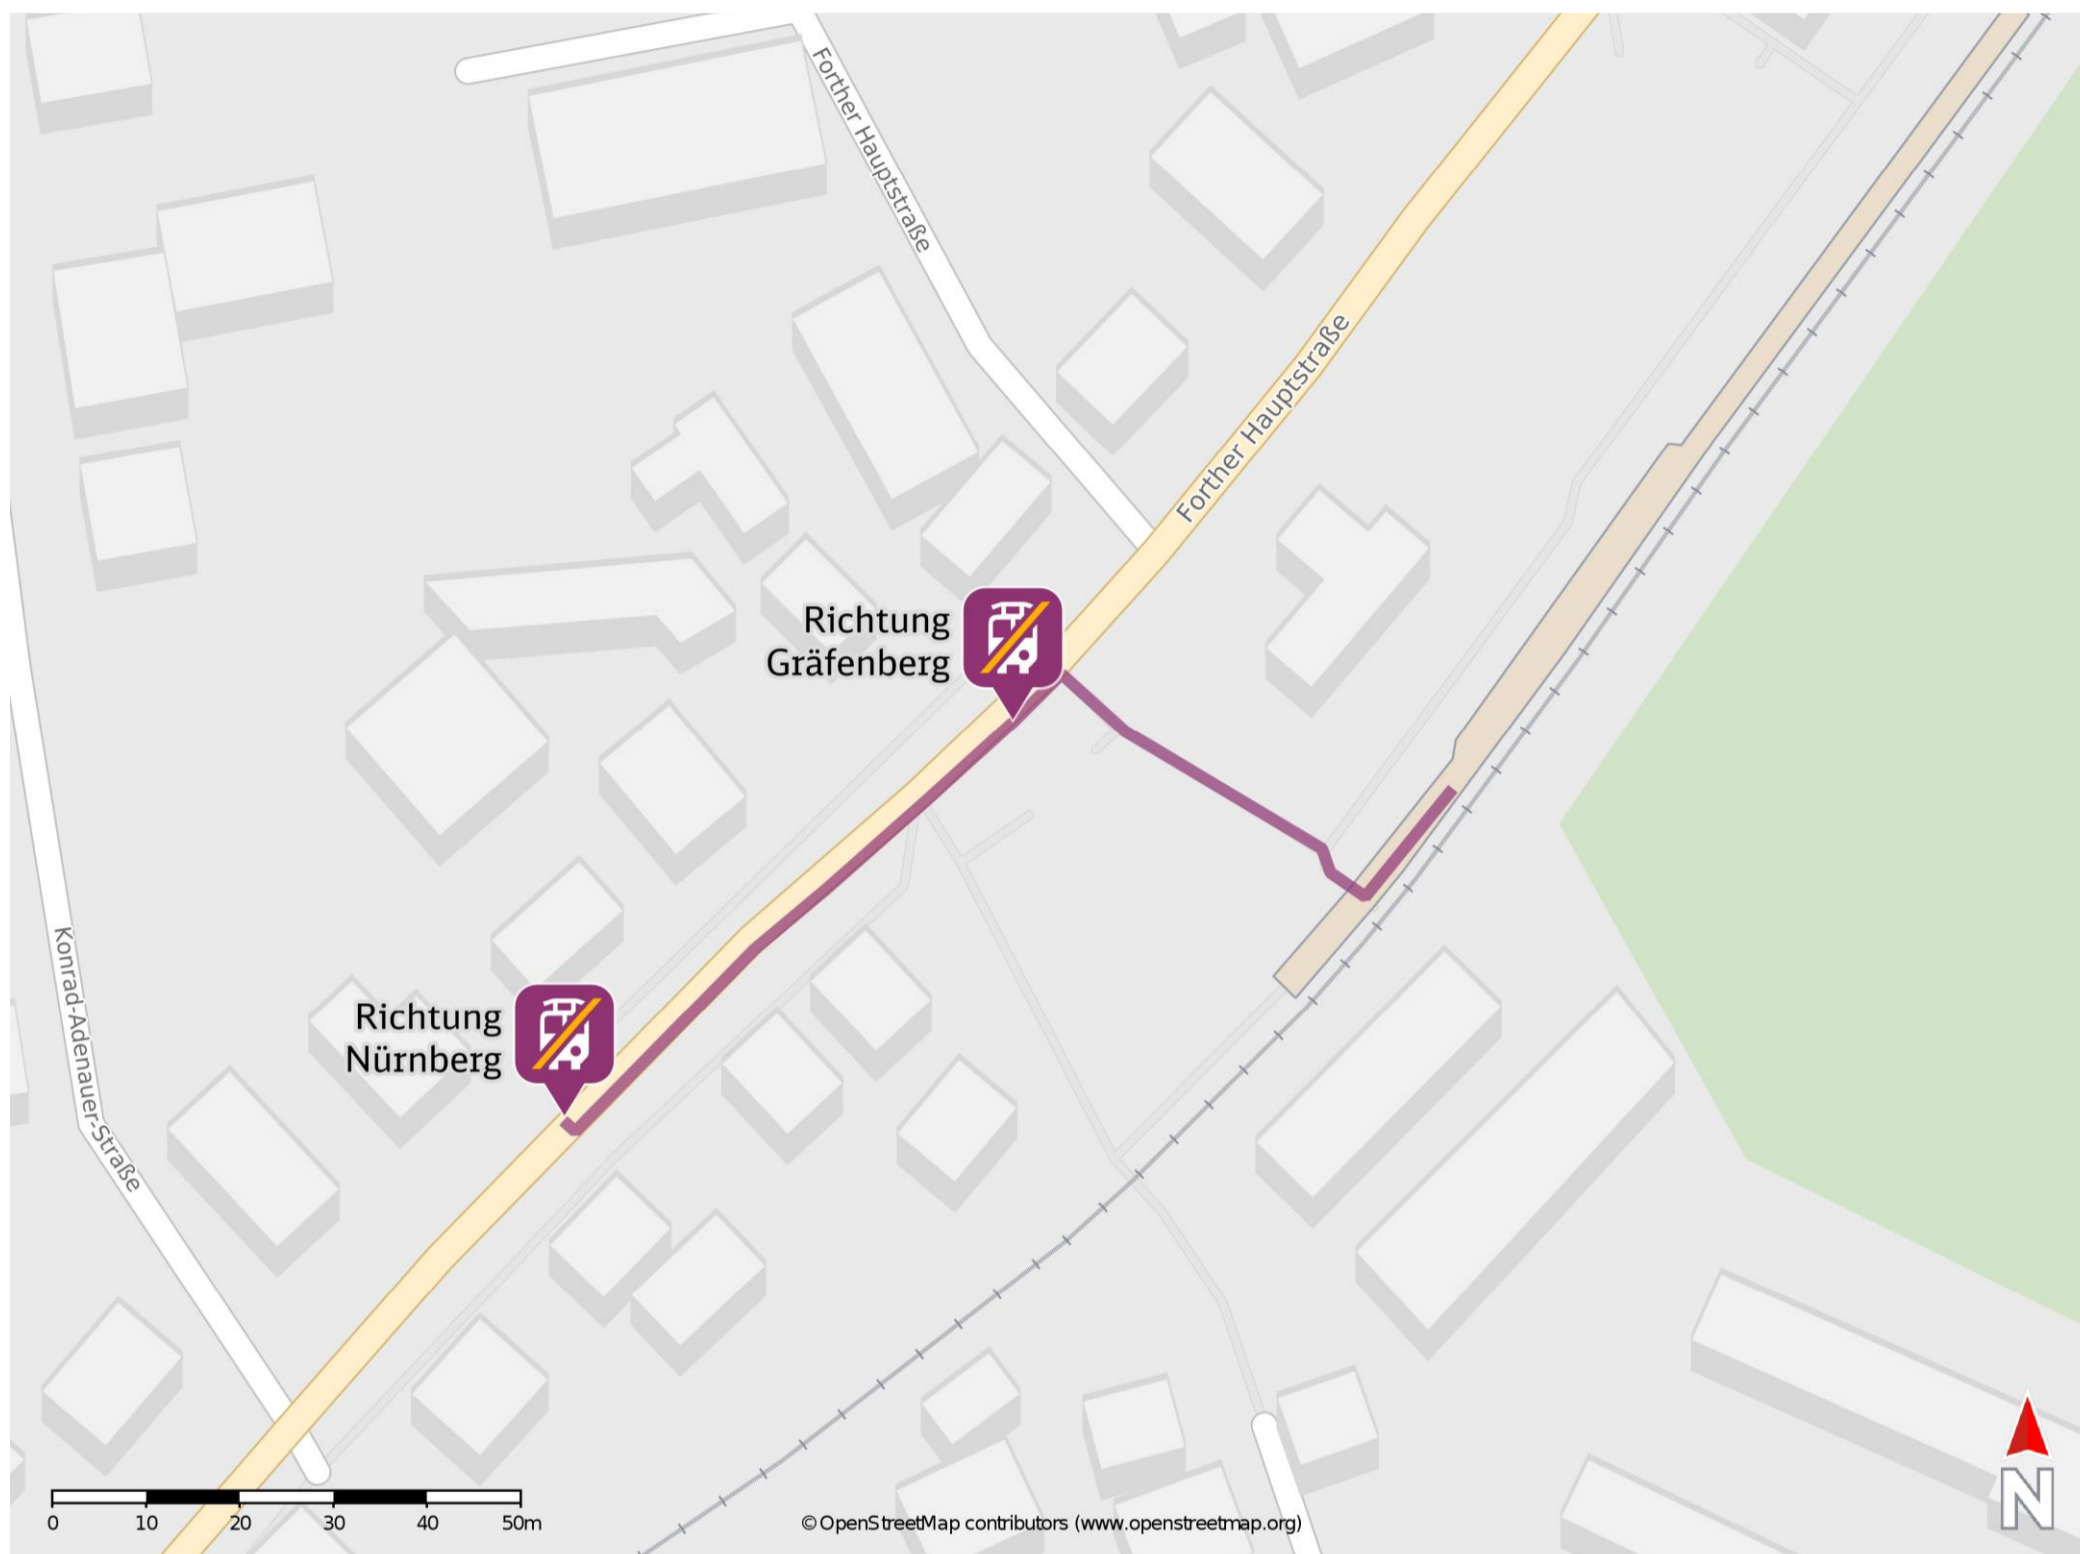 Forther Hauptstraße
Forther Hauptstraße
Richtung
Gräfenberg
Richtung
Nürnberg
Konrad-Adenauer-Straße
0 10 20 30 40 50m
© OpenStreetMap contributors (www.openstreetmap.org)
N